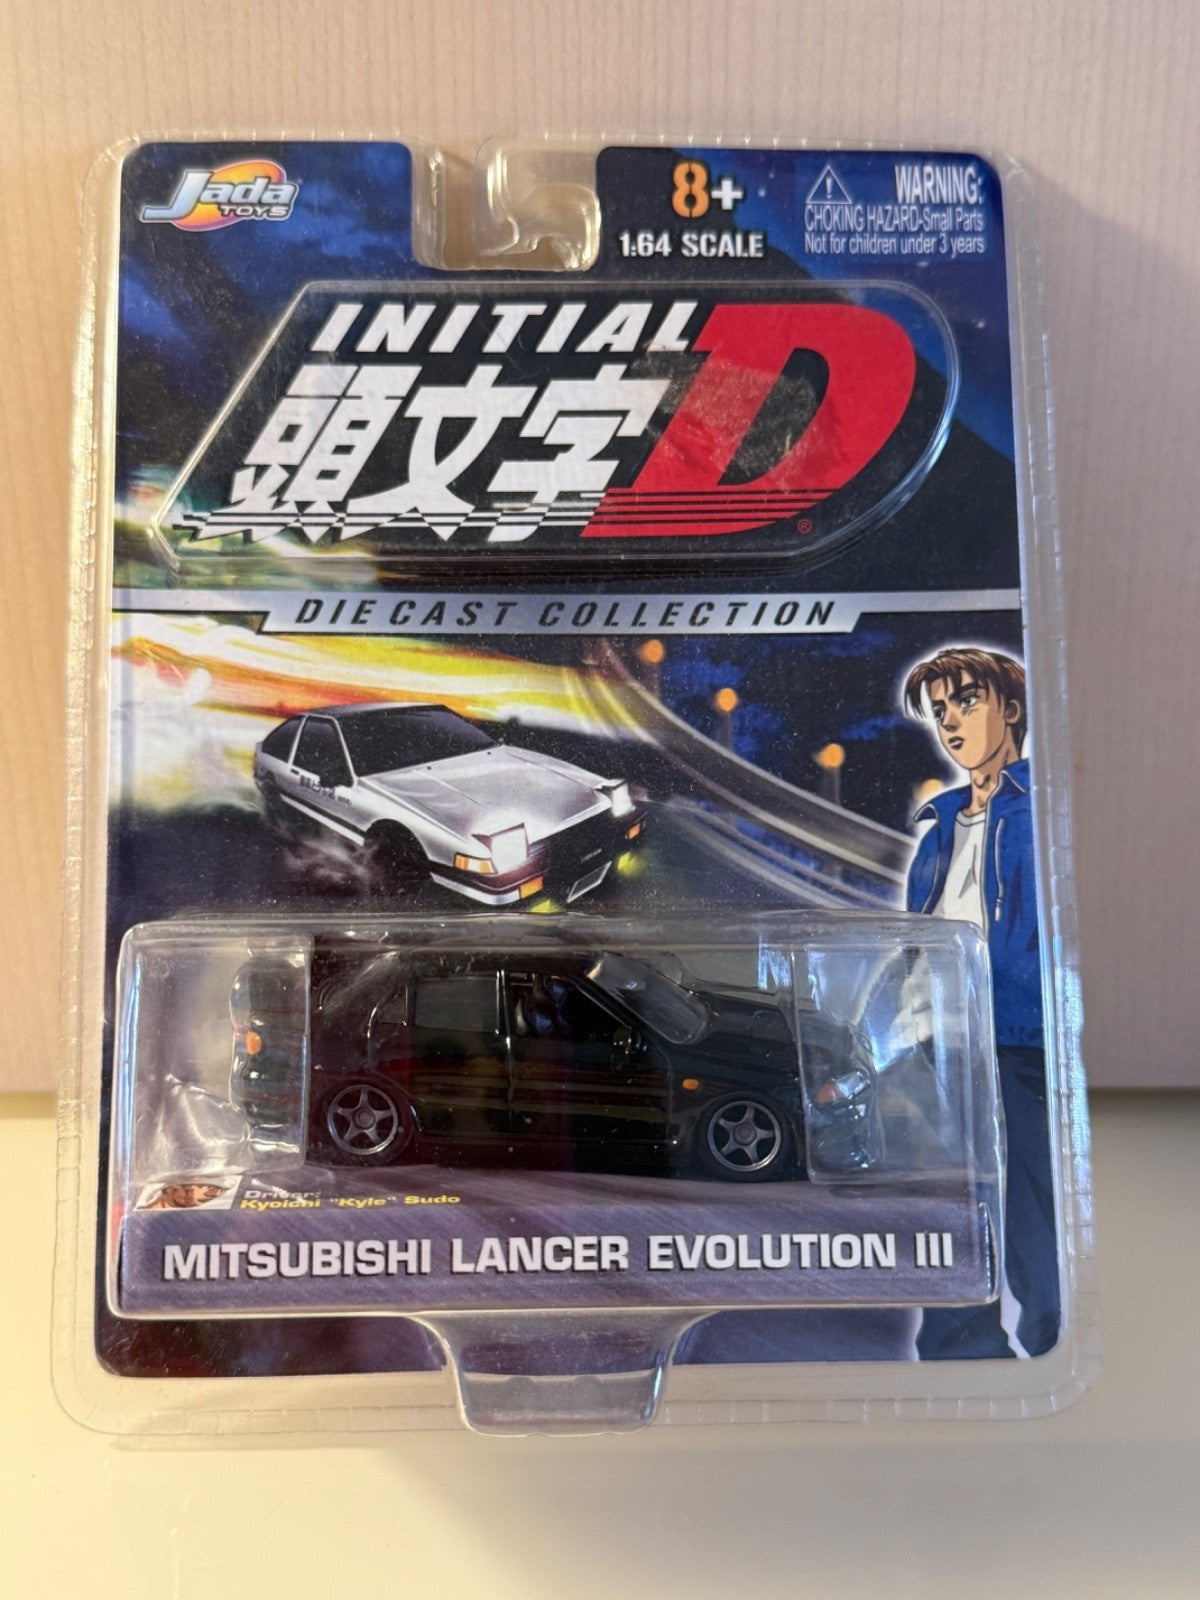 Jada
TOYS
8+
1:64 SCALE
WARNING:
CHOKING HAZARD-Small Parts
Not for children under 3 years
INITIAL D
頭文字
®
DIE CAST COLLECTION
Driver:
Kyoichi "Kyle" Sudo
MITSUBISHI LANCER EVOLUTION III